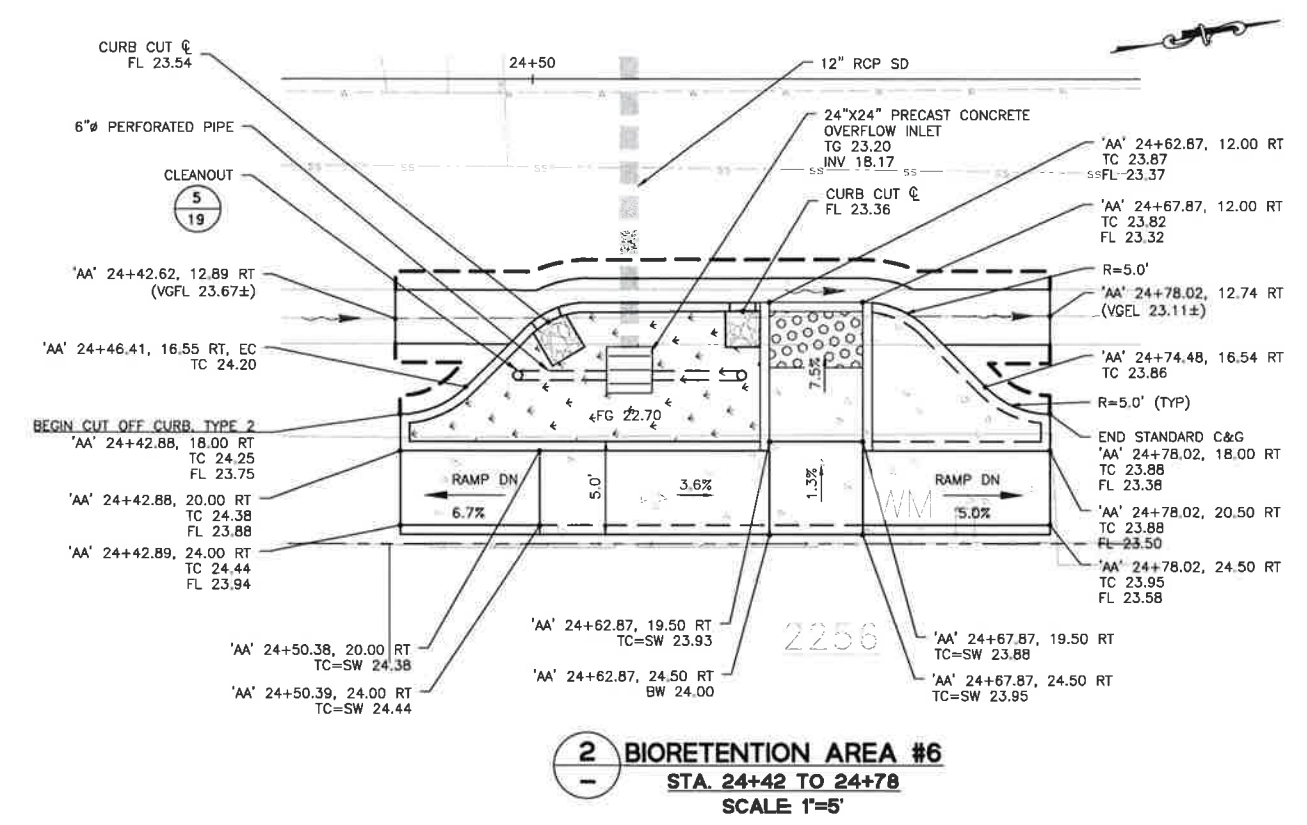 CURB CUT ℄
FL 23.54
24+50
12" RCP SD
6"ø PERFORATED PIPE
24"X24" PRECAST CONCRETE
OVERFLOW INLET
TG 23.20
INV 18.17
CLEANOUT
5
19
CURB CUT ℄
FL 23.36
SS
SS
SS
SS
SS
SS
'AA' 24+62.87, 12.00 RT
TC 23.87
FL 23.37
'AA' 24+67.87, 12.00 RT
TC 23.82
FL 23.32
'AA' 24+42.62, 12.89 RT
(VGFL 23.67±)
R=5.0'
'AA' 24+78.02, 12.74 RT
(VGFL 23.11±)
'AA' 24+46.41, 16.55 RT, EC
TC 24.20
'AA' 24+74.48, 16.54 RT
TC 23.86
7.5%
R=5.0' (TYP)
FG 22.70
BEGIN CUT OFF CURB, TYPE 2
'AA' 24+42.88, 18.00 RT
TC 24.25
FL 23.75
END STANDARD C&G
'AA' 24+78.02, 18.00 RT
TC 23.88
FL 23.38
RAMP DN
6.7%
5.0'
3.6%
1.3%
WM
RAMP DN
5.0%
'AA' 24+42.88, 20.00 RT
TC 24.38
FL 23.88
'AA' 24+78.02, 20.50 RT
TC 23.88
FL 23.50
'AA' 24+42.89, 24.00 RT
TC 24.44
FL 23.94
'AA' 24+78.02, 24.50 RT
TC 23.95
FL 23.58
'AA' 24+50.38, 20.00 RT
TC=SW 24.38
'AA' 24+62.87, 19.50 RT
TC=SW 23.93
2256
'AA' 24+67.87, 19.50 RT
TC=SW 23.88
'AA' 24+50.39, 24.00 RT
TC=SW 24.44
'AA' 24+62.87, 24.50 RT
BW 24.00
'AA' 24+67.87, 24.50 RT
TC=SW 23.95
2
–
BIORETENTION AREA #6
STA. 24+42 TO 24+78
SCALE: 1"=5'